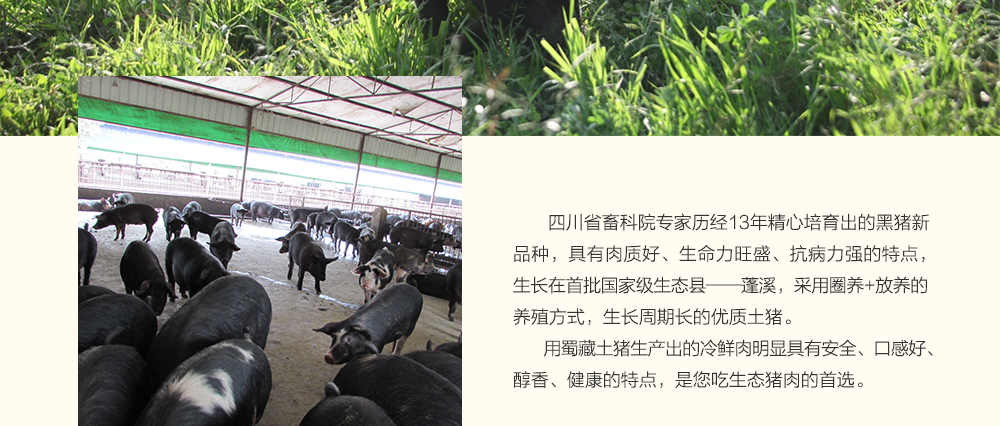 四川省畜科院专家历经13年精心培育出的黑猪新
品种，具有肉质好、生命力旺盛、抗病力强的特点，
生长在首批国家级生态县——蓬溪，采用圈养+放养的
养殖方式，生长周期长的优质土猪。
用蜀藏土猪生产出的冷鲜肉明显具有安全、口感好、
醇香、健康的特点，是您吃生态猪肉的首选。